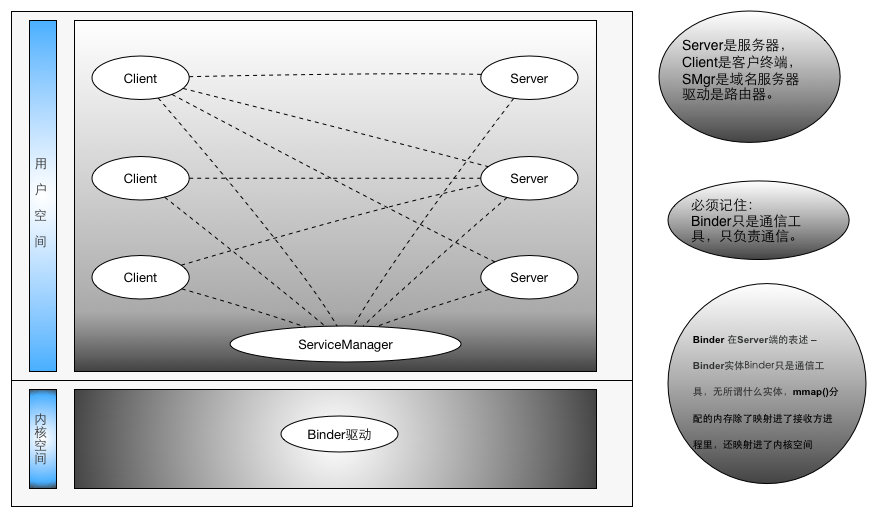 Client
Server
Client
Server
Client
Server
ServiceManager
用
户
空
间
Binder驱动
内
核
空
间
Server是服务器，
Client是客户终端，
SMgr是域名服务器
驱动是路由器。
必须记住：
Binder只是通信工
具，只负责通信。
Binder 在Server端的表述 –
Binder实体Binder只是通信工
具，无所谓什么实体，mmap()分
配的内存除了映射进了接收方进
程里，还映射进了内核空间